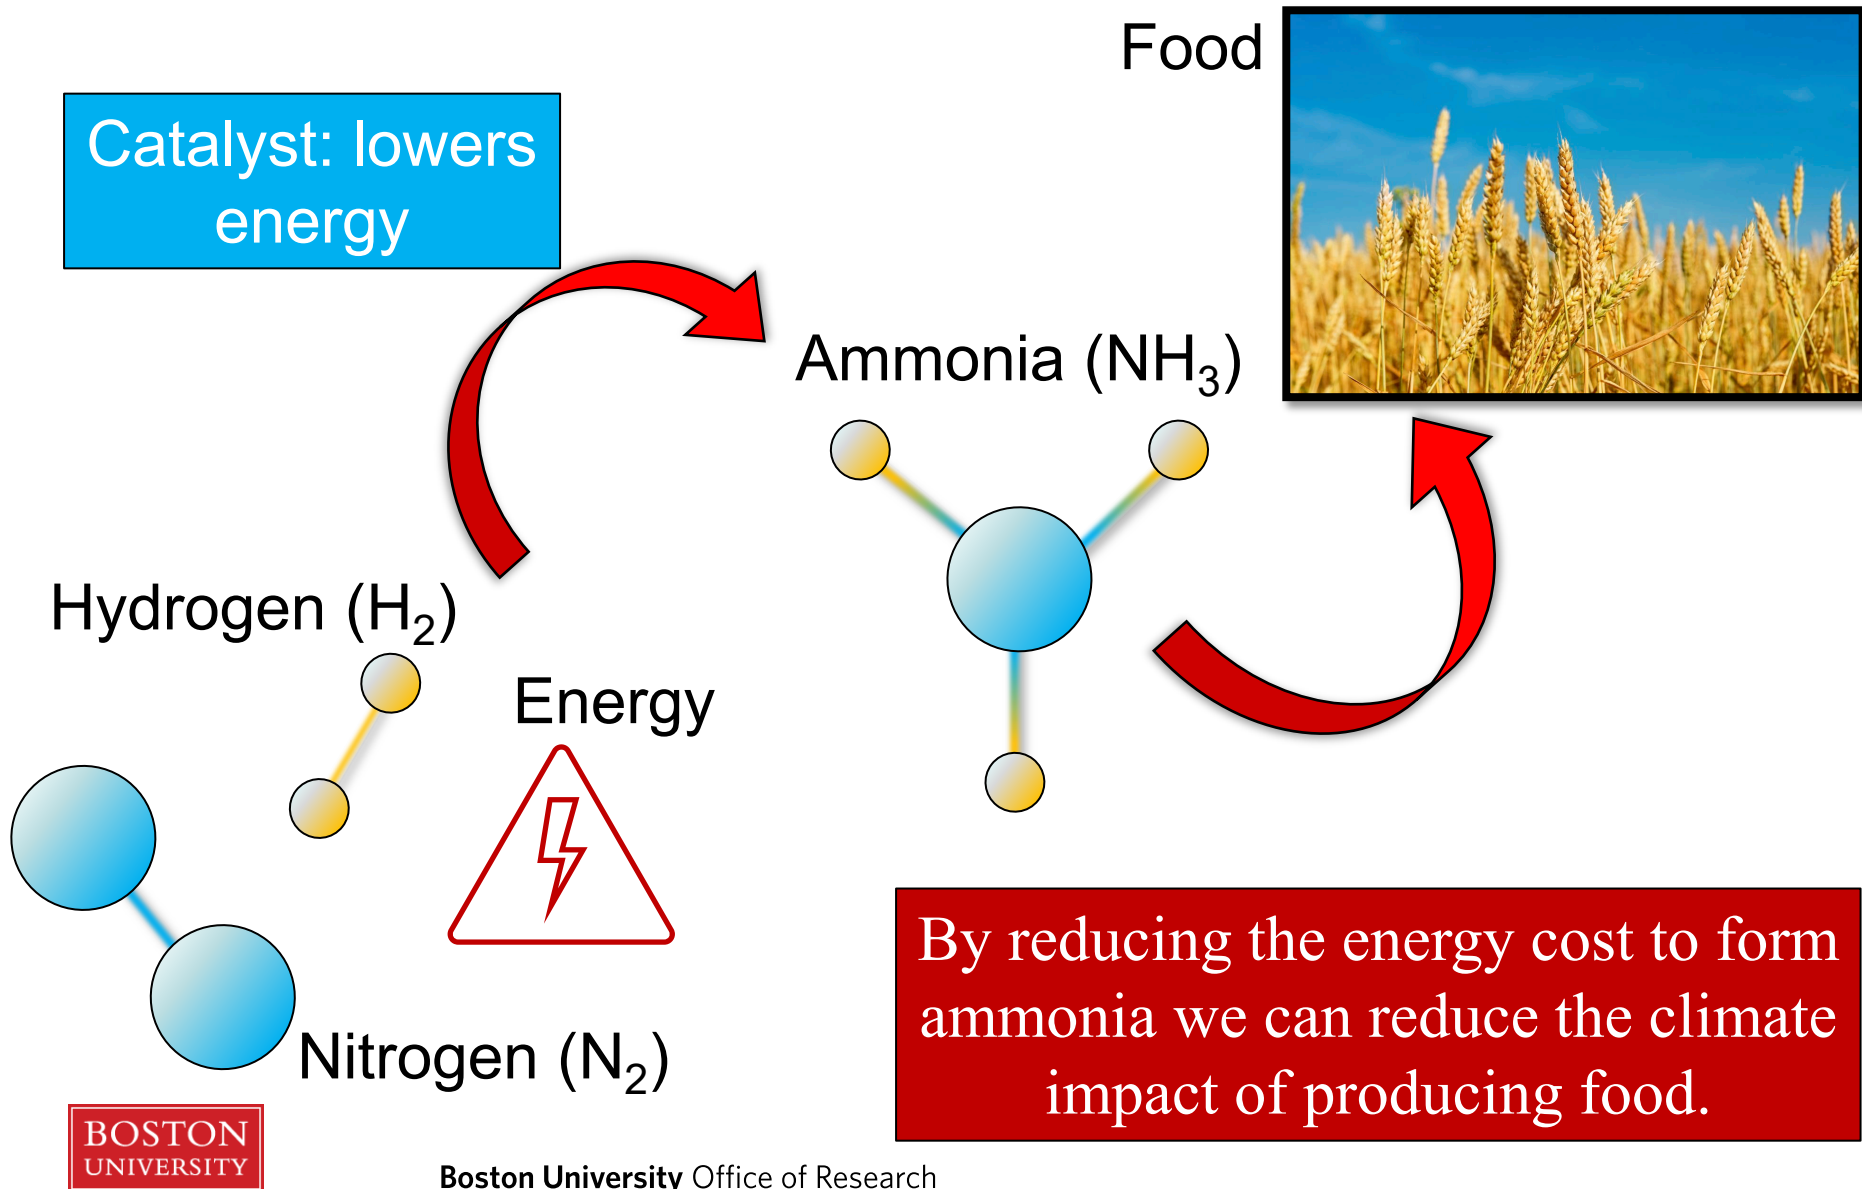 Food
Catalyst: lowers
energy
Ammonia (NH₃)
Hydrogen (H₂)
Energy
Nitrogen (N₂)
By reducing the energy cost to form
ammonia we can reduce the climate
impact of producing food.
BOSTON
UNIVERSITY
Boston University Office of Research